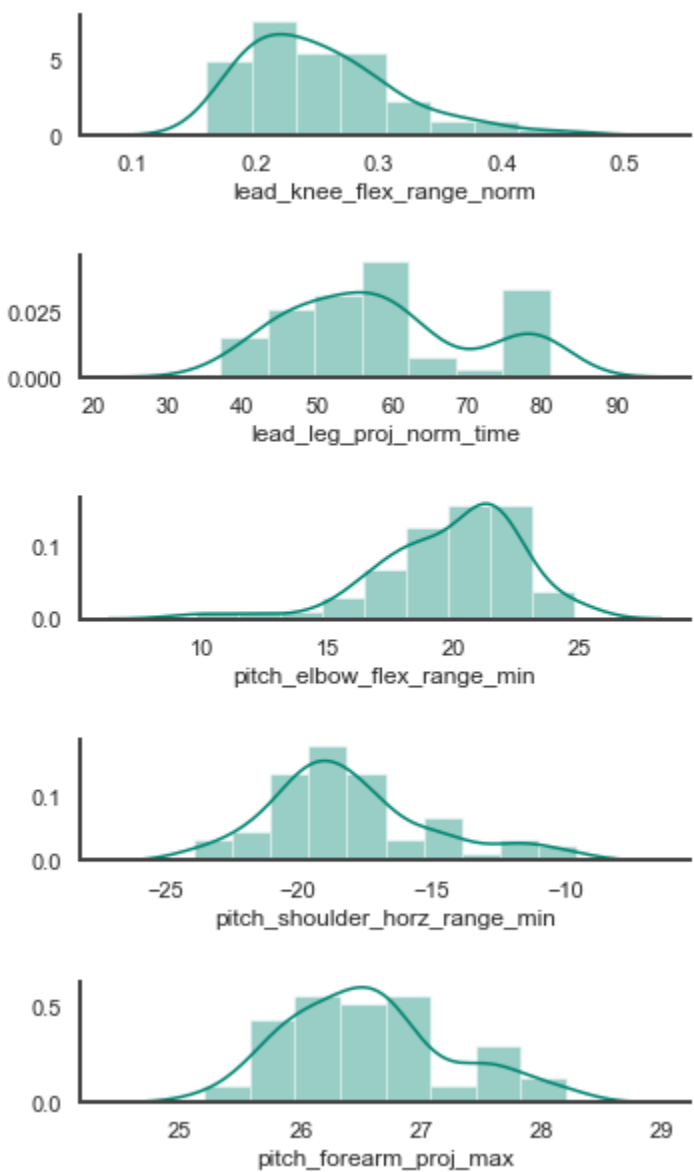 5
0
0.1 0.2 0.3 0.4 0.5
lead_knee_flex_range_norm
0.025
0.000
20 30 40 50 60 70 80 90
lead_leg_proj_norm_time
0.1
0.0
10 15 20 25
pitch_elbow_flex_range_min
0.1
0.0
−25 −20 −15 −10
pitch_shoulder_horz_range_min
0.5
0.0
25 26 27 28 29
pitch_forearm_proj_max